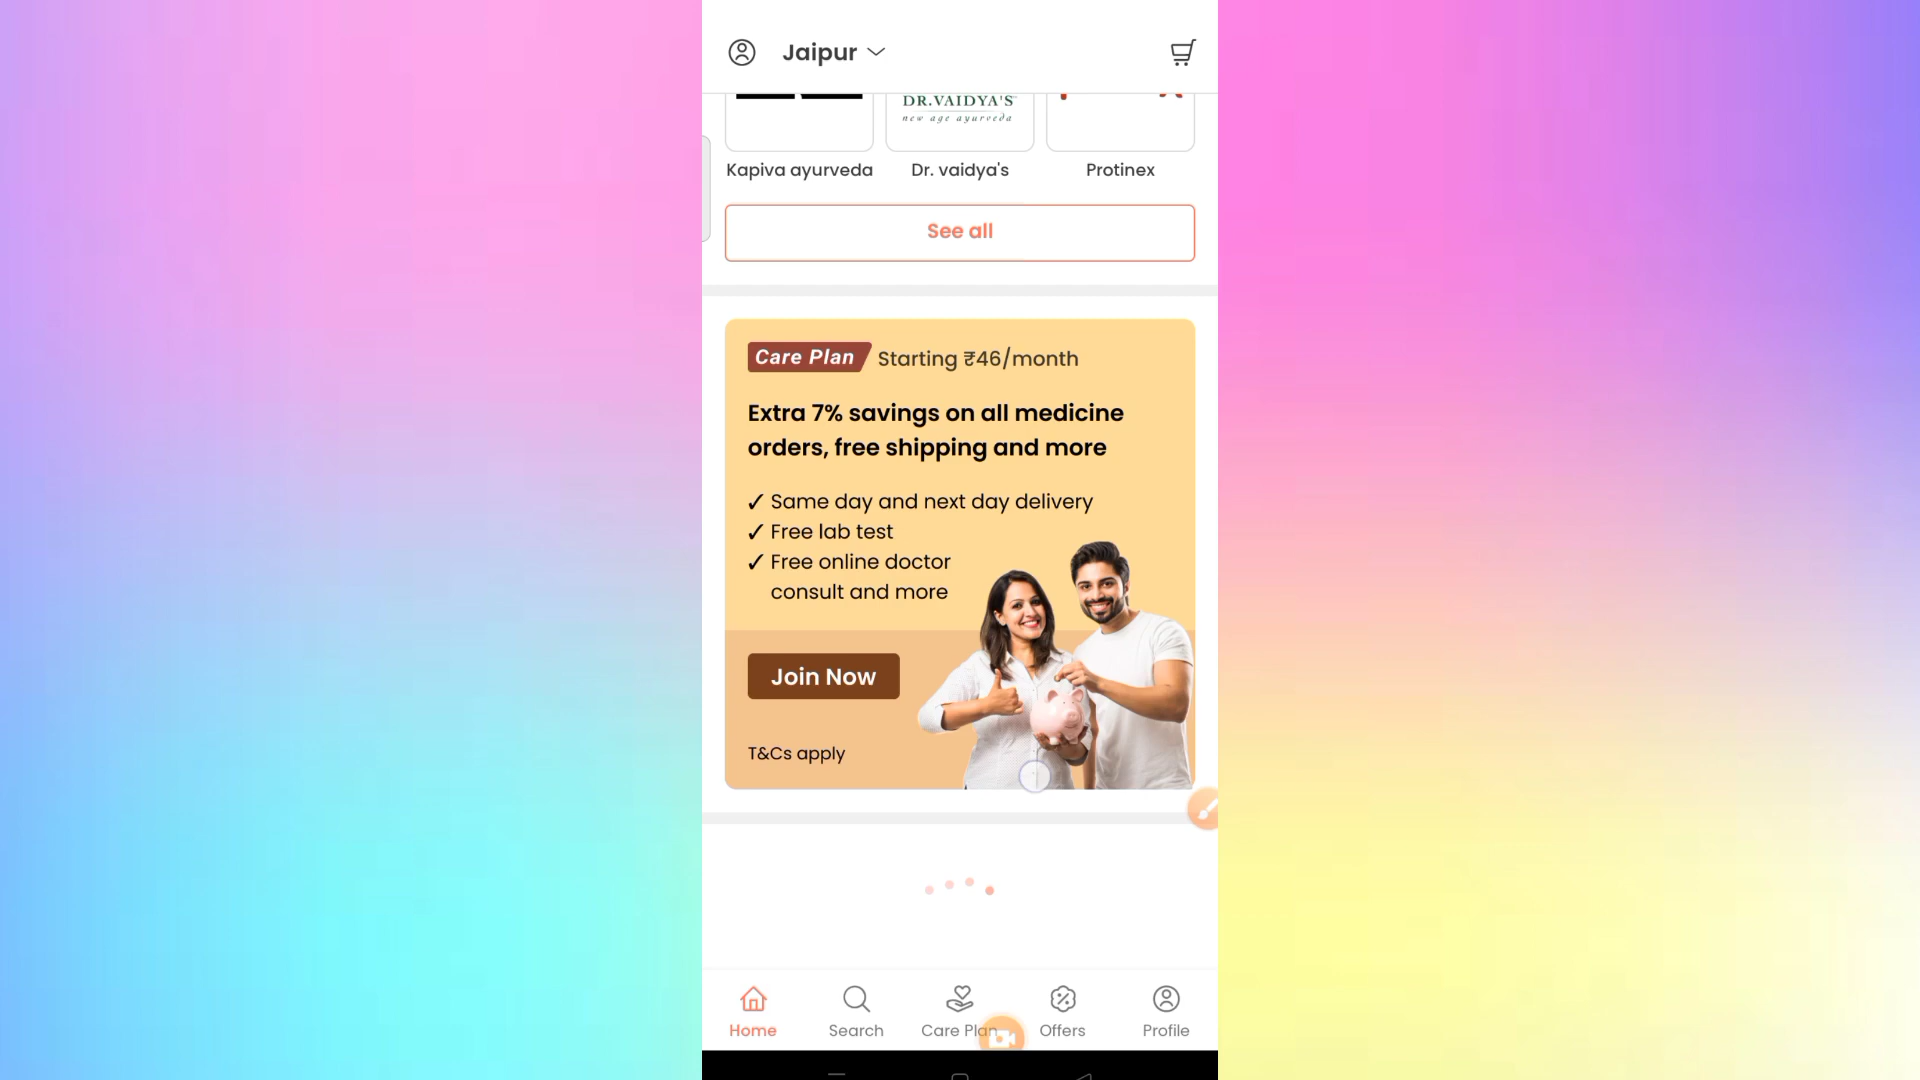 Jaipur
DR.VAIDYA'S
new age ayurveda
Kapiva ayurveda Dr. vaidya's Protinex
See all
Care Plan Starting ₹46/month
Extra 7% savings on all medicine
orders, free shipping and more
✓ Same day and next day delivery
✓ Free lab test
✓ Free online doctor
consult and more
Join Now
T&Cs apply
Home Search Care Plan Offers Profile